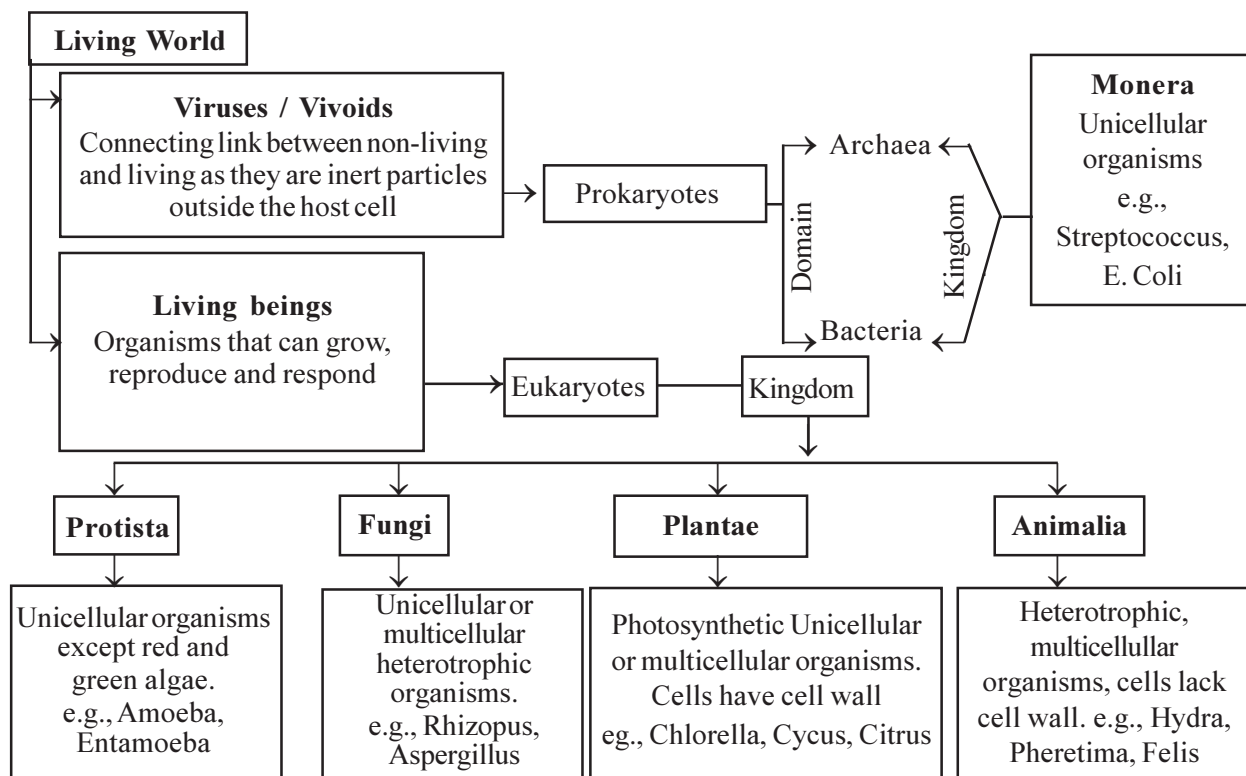 Living World
Viruses / Vivoids
Connecting link between non-living
and living as they are inert particles
outside the host cell
Prokaryotes
Domain
Archaea
Bacteria
Kingdom
Monera
Unicellular
organisms
e.g.,
Streptococcus,
E. Coli
Living beings
Organisms that can grow,
reproduce and respond
Eukaryotes
Kingdom
Protista
Unicellular organisms
except red and
green algae.
e.g., Amoeba,
Entamoeba
Fungi
Unicellular or
multicellular
heterotrophic
organisms.
e.g., Rhizopus,
Aspergillus
Plantae
Photosynthetic Unicellular
or multicellular organisms.
Cells have cell wall
eg., Chlorella, Cycus, Citrus
Animalia
Heterotrophic,
multicellullar
organisms, cells lack
cell wall. e.g., Hydra,
Pheretima, Felis